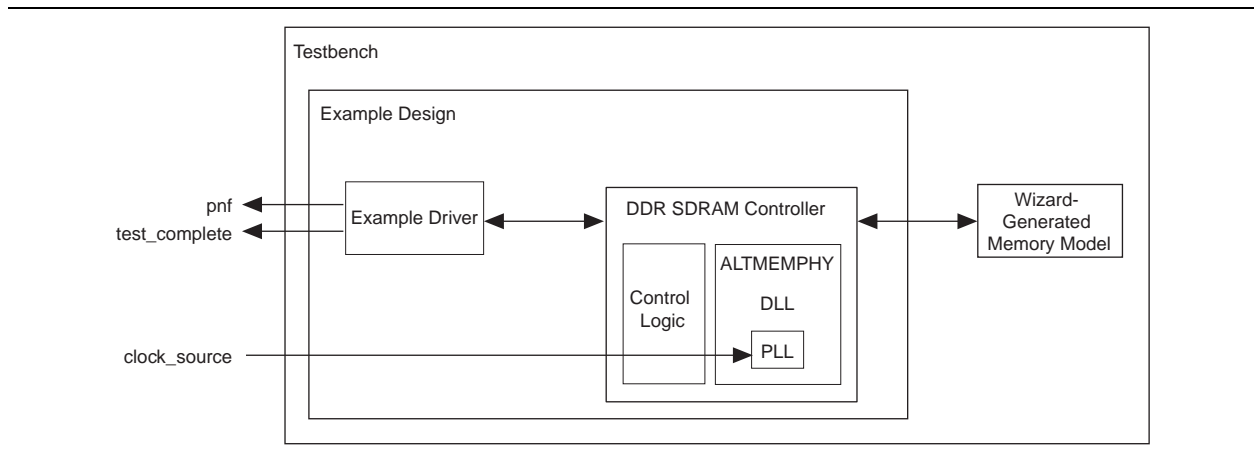 Testbench
Example Design
pnf
test_complete
Example Driver
DDR SDRAM Controller
Control
Logic
ALTMEMPHY
DLL
PLL
Wizard-
Generated
Memory Model
clock_source